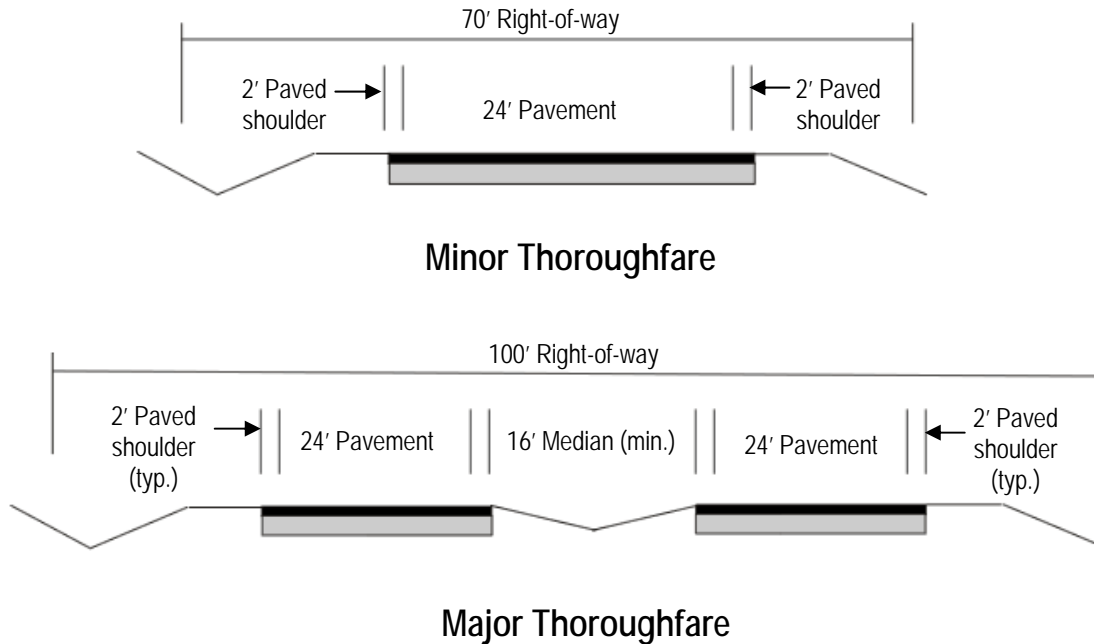 70′ Right-of-way
2′ Paved
shoulder
24′ Pavement
2′ Paved
shoulder
Minor Thoroughfare
100′ Right-of-way
2′ Paved
shoulder
(typ.)
24′ Pavement
16′ Median (min.)
24′ Pavement
2′ Paved
shoulder
(typ.)
Major Thoroughfare